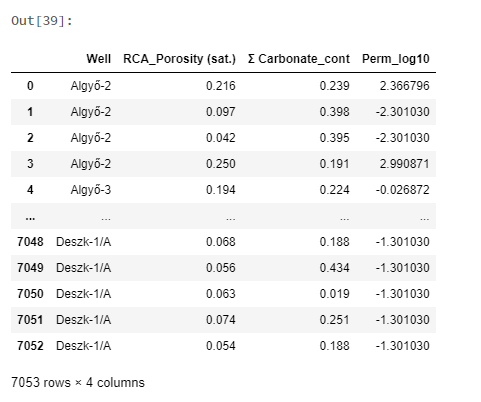 Out[39]:
Well RCA_Porosity (sat.) Σ Carbonate_cont Perm_log10
0 Algyő-2 0.216 0.239 2.366796
1 Algyő-2 0.097 0.398 -2.301030
2 Algyő-2 0.042 0.395 -2.301030
3 Algyő-2 0.250 0.191 2.990871
4 Algyő-3 0.194 0.224 -0.026872
... ... ... ... ...
7048 Deszk-1/A 0.068 0.188 -1.301030
7049 Deszk-1/A 0.056 0.434 -1.301030
7050 Deszk-1/A 0.063 0.019 -1.301030
7051 Deszk-1/A 0.074 0.251 -1.301030
7052 Deszk-1/A 0.054 0.188 -1.301030
7053 rows × 4 columns